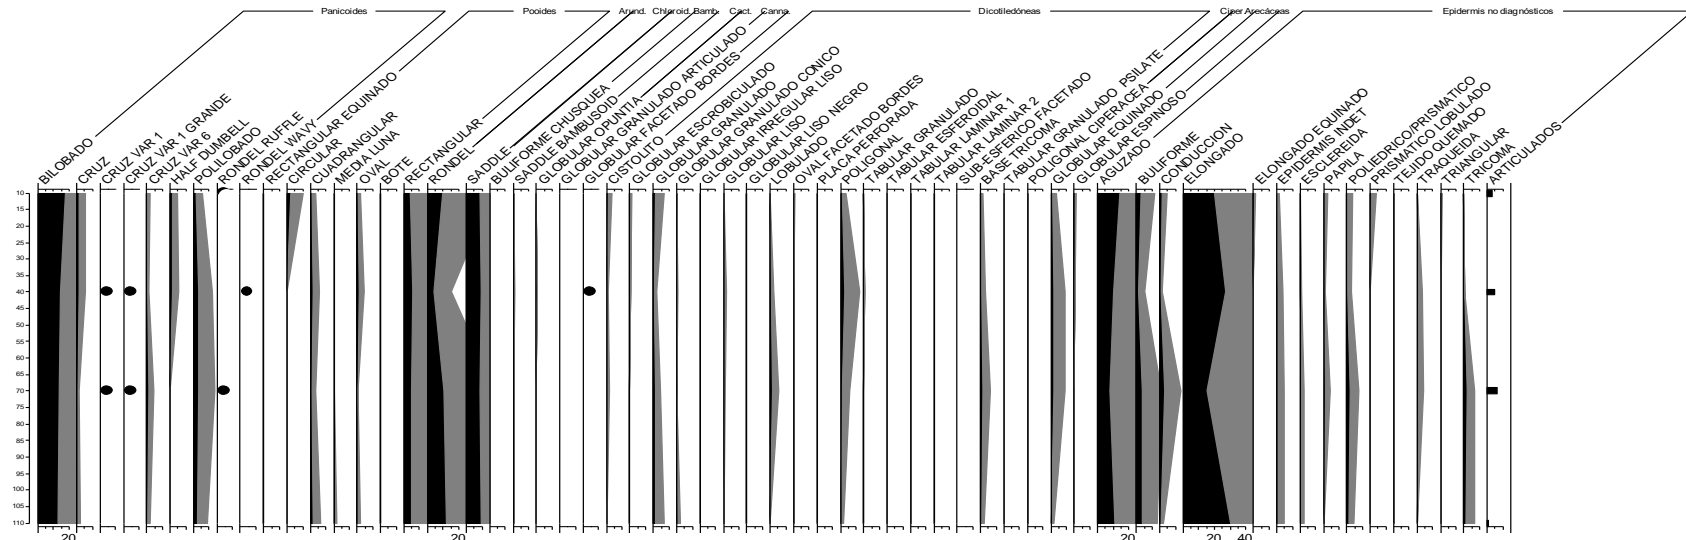 Panicoides
Pooides
Arund.
Chloroid.
Bamb.
Cact.
Canna.
Dicotiledóneas
Ciper
Arecáceas
Epidermis no diagnósticos
BILOBADO
CRUZ
CRUZ VAR 1
CRUZ VAR 1 GRANDE
CRUZ VAR 6
HALF DUMBELL
POLILOBADO
RONDEL RUFFLE
RONDEL WAVY
RECTANGULAR EQUINADO
CIRCULAR
CUADRANGULAR
MEDIA LUNA
OVAL
BOTE
RECTANGULAR
RONDEL
SADDLE
BULIFORME CHUSQUEA
SADDLE BAMBUSOID
GLOBULAR OPUNTIA
GLOBULAR GRANULADO ARTICULADO
GLOBULAR FACETADO BORDES
CISTOLITO
GLOBULAR ESCROBICULADO
GLOBULAR GRANULADO
GLOBULAR GRANULADO CONICO
GLOBULAR IRREGULAR LISO
GLOBULAR LISO
GLOBULAR LISO NEGRO
LOBULADO
OVAL FACETADO BORDES
PLACA PERFORADA
POLIGONAL
TABULAR GRANULADO
TABULAR ESFEROIDAL
TABULAR LAMINAR 1
TABULAR LAMINAR 2
SUB-ESFERICO FACETADO
BASE TRICOMA
TABULAR GRANULADO PSILATE
POLIGONAL CIPERACEA
GLOBULAR EQUINADO
GLOBULAR ESPINOSO
AGUZADO
BULIFORME
CONDUCCION
ELONGADO
ELONGADO EQUINADO
EPIDERMIS INDET
ESCLEREIDA
PAPILA
POLIEDRICO/PRISMATICO
PRISMATICO LOBULADO
TEJIDO QUEMADO
TRAQUEIDA
TRIANGULAR
TRICOMA
ARTICULADOS
10
15
20
25
30
35
40
45
50
55
60
65
70
75
80
85
90
95
100
105
110
20
20
20
20
40